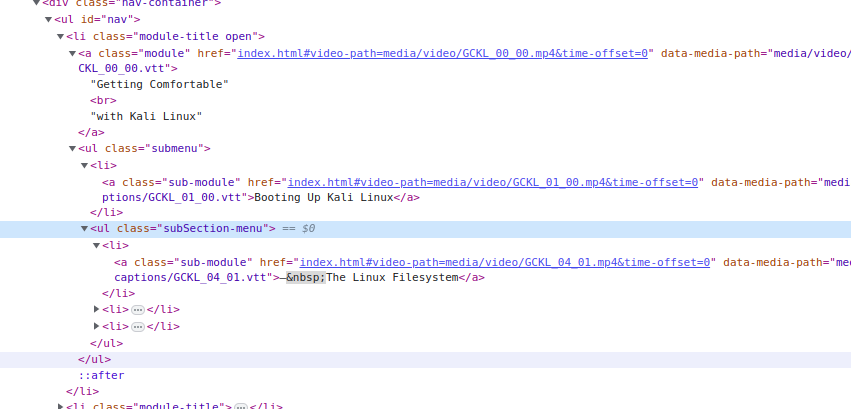 <div class="nav-container">
<ul id="nav">
<li class="module-title open">
<a class="module" href="index.html#video-path=media/video/GCKL_00_00.mp4&time-offset=0" data-media-path="media/video/
CKL_00_00.vtt">
"Getting Comfortable"
<br>
"with Kali Linux"
</a>
<ul class="submenu">
<li>
<a class="sub-module" href="index.html#video-path=media/video/GCKL_01_00.mp4&time-offset=0" data-media-path="medi
ptions/GCKL_01_00.vtt">Booting Up Kali Linux</a>
</li>
<ul class="subSection-menu"> == $0
<li>
<a class="sub-module" href="index.html#video-path=media/video/GCKL_04_01.mp4&time-offset=0" data-media-path="me
captions/GCKL_04_01.vtt">—&nbsp;The Linux Filesystem</a>
</li>
<li>…</li>
<li>…</li>
</ul>
</ul>
::after
</li>
<li class="module-title">…</li>